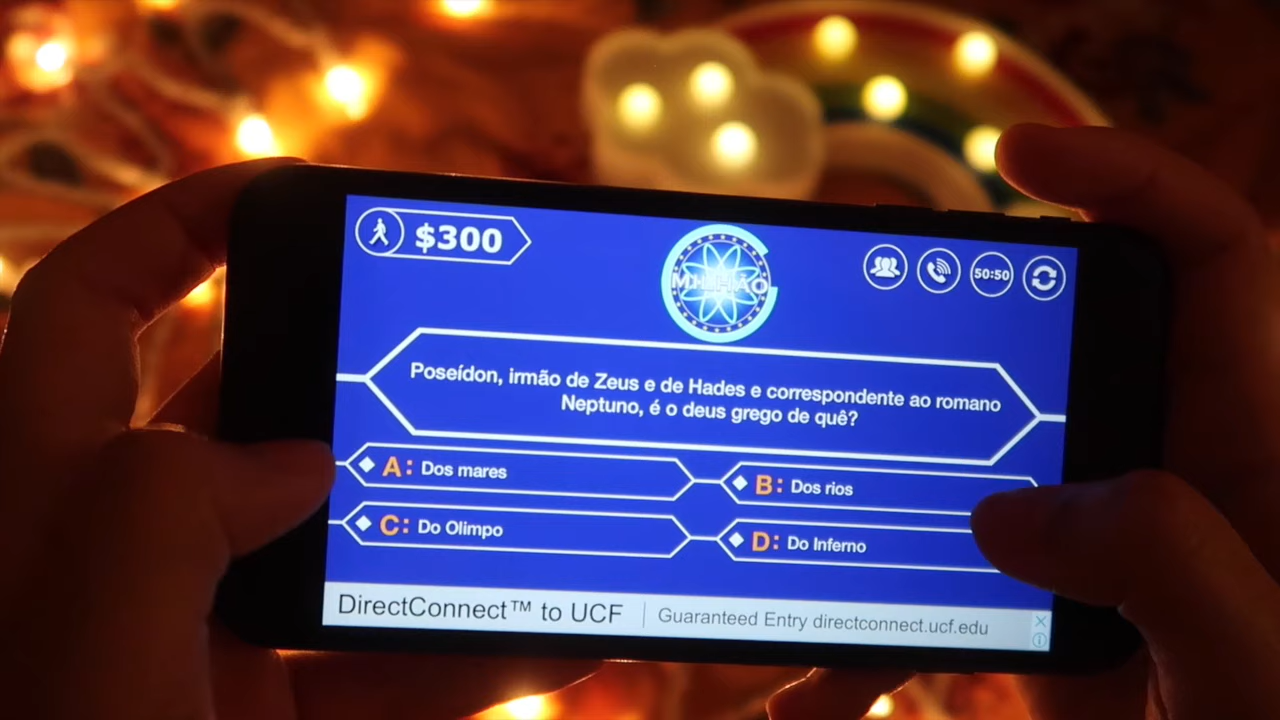 $300
MILHÃO
50:50
Poseídon, irmão de Zeus e de Hades e correspondente ao romano
Neptuno, é o deus grego de quê?
A: Dos mares
B: Dos rios
C: Do Olimpo
D: Do Inferno
DirectConnect™ to UCF
Guaranteed Entry directconnect.ucf.edu